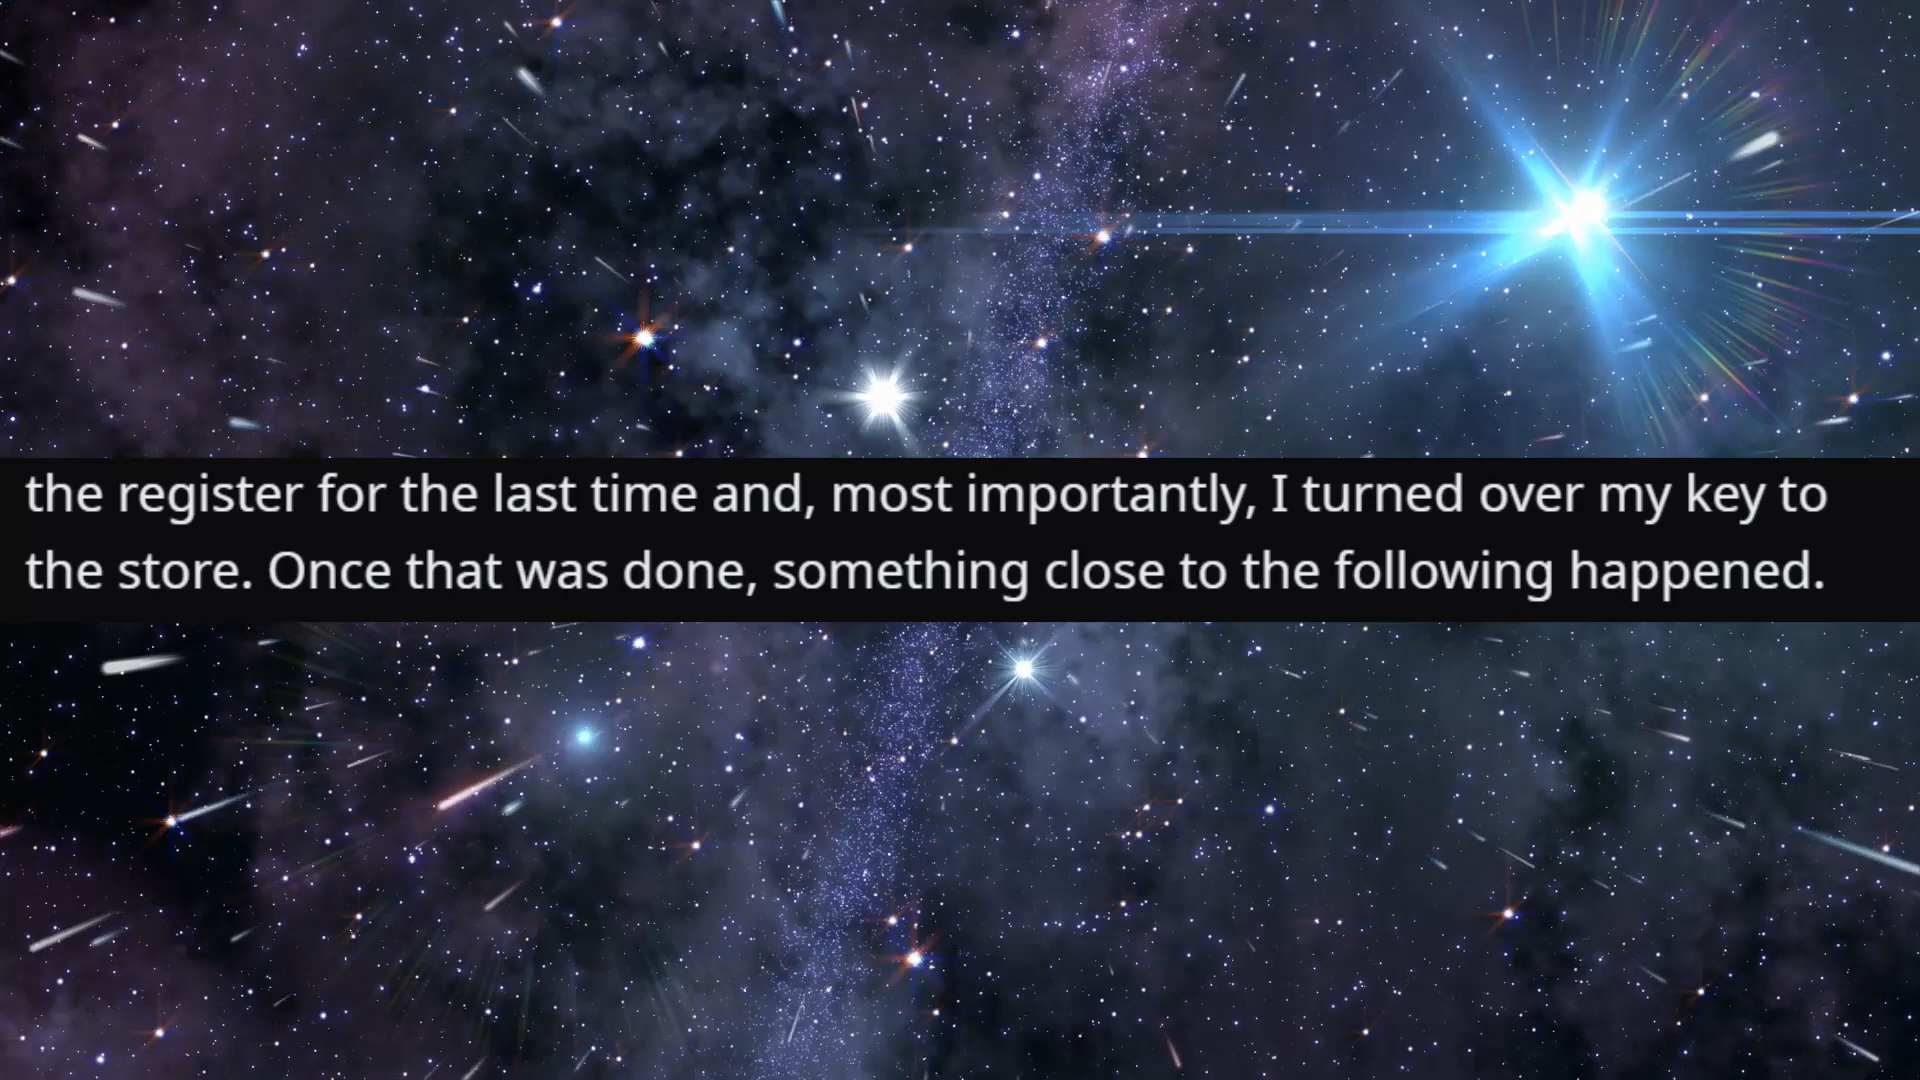 the register for the last time and, most importantly, I turned over my key to
the store. Once that was done, something close to the following happened.